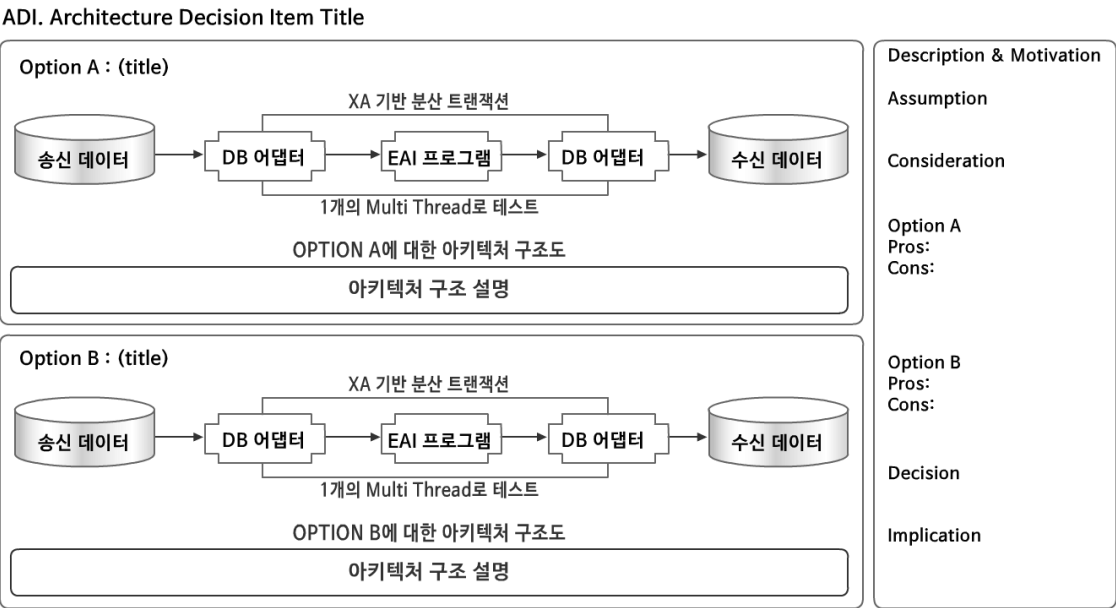 ADI. Architecture Decision Item Title
Option A : (title)
XA 기반 분산 트랜잭션
송신 데이터
DB 어댑터
EAI 프로그램
DB 어댑터
수신 데이터
1개의 Multi Thread로 테스트
OPTION A에 대한 아키텍처 구조도
아키텍처 구조 설명
Option B : (title)
XA 기반 분산 트랜잭션
송신 데이터
DB 어댑터
EAI 프로그램
DB 어댑터
수신 데이터
1개의 Multi Thread로 테스트
OPTION B에 대한 아키텍처 구조도
아키텍처 구조 설명
Description & Motivation
Assumption
Consideration
Option A
Pros:
Cons:
Option B
Pros:
Cons:
Decision
Implication